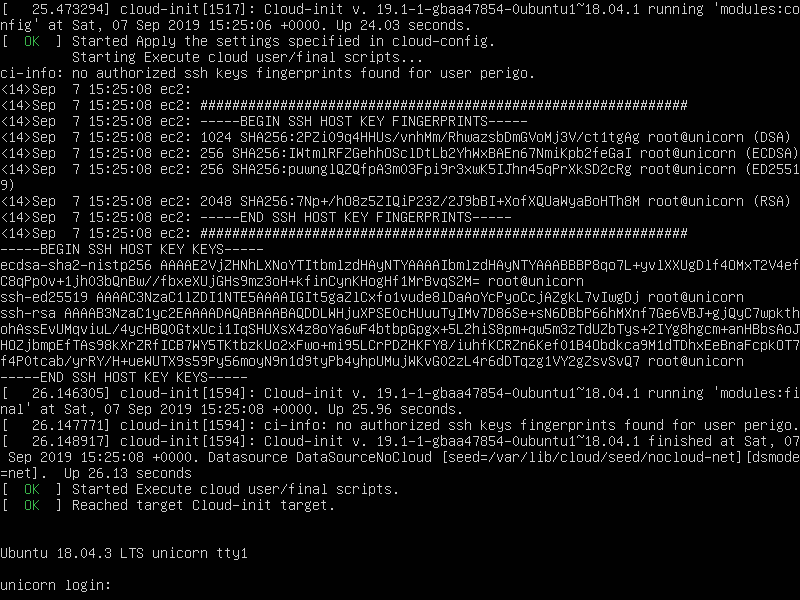 [   25.473294] cloud-init[1517]: Cloud-init v. 19.1-1-gbaa47854-0ubuntu1~18.04.1 running 'modules:co
nfig' at Sat, 07 Sep 2019 15:25:06 +0000. Up 24.03 seconds.
[  OK  ] Started Apply the settings specified in cloud-config.
         Starting Execute cloud user/final scripts...
ci-info: no authorized ssh keys fingerprints found for user perigo.
<14>Sep  7 15:25:08 ec2:
<14>Sep  7 15:25:08 ec2: #############################################################
<14>Sep  7 15:25:08 ec2: -----BEGIN SSH HOST KEY FINGERPRINTS-----
<14>Sep  7 15:25:08 ec2: 1024 SHA256:2PZi09q4HHUs/vnhMm/RhwazsbDmGVoMj3V/ct1tgAg root@unicorn (DSA)
<14>Sep  7 15:25:08 ec2: 256 SHA256:IWtmlRFZGehhOSclDtLb2YhWxBAEn67NmiKpb2feGaI root@unicorn (ECDSA)
<14>Sep  7 15:25:08 ec2: 256 SHA256:puwnglQZQfpA3m03Fpi9r3xwK5IJhn45qPrXkSD2cRg root@unicorn (ED2551
9)
<14>Sep  7 15:25:08 ec2: 2048 SHA256:7Np+/hO8z5ZIQiP23Z/2J9bBI+XofXQUaWyaBoHTh8M root@unicorn (RSA)
<14>Sep  7 15:25:08 ec2: -----END SSH HOST KEY FINGERPRINTS-----
<14>Sep  7 15:25:08 ec2: #############################################################
-----BEGIN SSH HOST KEY KEYS-----
ecdsa-sha2-nistp256 AAAAE2VjZHNhLXNoYTItbmlzdHAyNTYAAAAIbmlzdHAyNTYAAABBBP8qo7L+yvlXXUgDlf4OMxT2V4ef
C8qPp0v+1jh03bQnBw//fbxeXUjGHs9mz3oH+kfinCynKHogHf1MrBvqS2M= root@unicorn
ssh-ed25519 AAAAC3NzaC1lZDI1NTE5AAAAIGIt5gaZlCxfo1vude8lDaAoYcPyoCcjAZgkL7vIwgDj root@unicorn
ssh-rsa AAAAB3NzaC1yc2EAAAADAQABAAABAQDDLWHjuXPSEOcHUuuTyIMv7D86Se+sN6DBbP66hMXnf7Ge6VBJ+gjQyC7wpkth
ohAssEvUMqviuL/4ycHBQ0GtxUci1IqSHUXsX4z8oYa6wF4btbpGpgx+5L2hiS8pm+qw5m3zTdUZbTys+2IYg8hgcm+anHBbsAoJ
HOZjbmpEfTAs98kXrZRfICB7WY5TKtbzkUo2xFwo+mi95LCrPDZHKFY8/iuhfKCRZn6Kef01B4Obdkca9M1dTDhxEeBnaFcpkOT7
f4P0tcab/yrRY/H+ueWUTX9s59Py56moyN9n1d9tyPb4yhpUMujWKvG02zL4r6dDTqzg1VY2gZsvSvQ7 root@unicorn
-----END SSH HOST KEY KEYS-----
[   26.146305] cloud-init[1594]: Cloud-init v. 19.1-1-gbaa47854-0ubuntu1~18.04.1 running 'modules:fi
nal' at Sat, 07 Sep 2019 15:25:08 +0000. Up 25.96 seconds.
[   26.147771] cloud-init[1594]: ci-info: no authorized ssh keys fingerprints found for user perigo.
[   26.148917] cloud-init[1594]: Cloud-init v. 19.1-1-gbaa47854-0ubuntu1~18.04.1 finished at Sat, 07
 Sep 2019 15:25:08 +0000. Datasource DataSourceNoCloud [seed=/var/lib/cloud/seed/nocloud-net][dsmode
=net].  Up 26.13 seconds
[  OK  ] Started Execute cloud user/final scripts.
[  OK  ] Reached target Cloud-init target.
Ubuntu 18.04.3 LTS unicorn tty1
unicorn login: